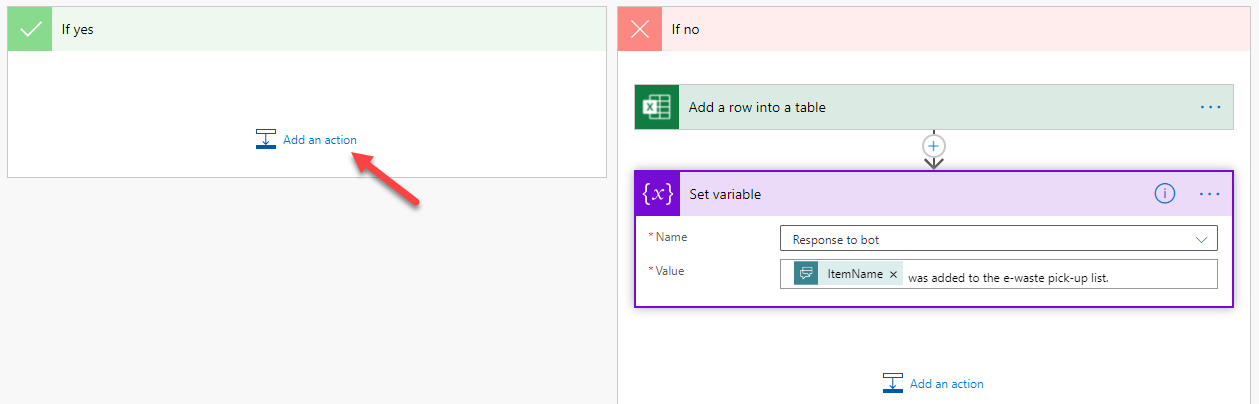 If yes
Add an action
If no
Add a row into a table
...
{x}
Set variable
...
*Name
Response to bot
*Value
ItemName × was added to the e-waste pick-up list.
Add an action